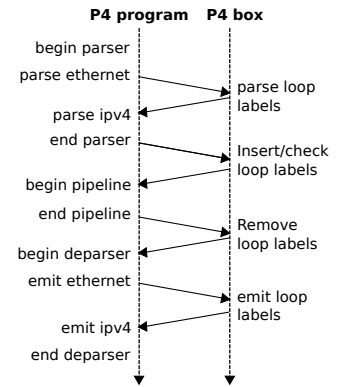 P4 program P4 box
begin parser
parse ethernet
parse loop
labels
parse ipv4
end parser
Insert/check
loop labels
begin pipeline
end pipeline
Remove
loop labels
begin deparser
emit ethernet
emit loop
labels
emit ipv4
end deparser